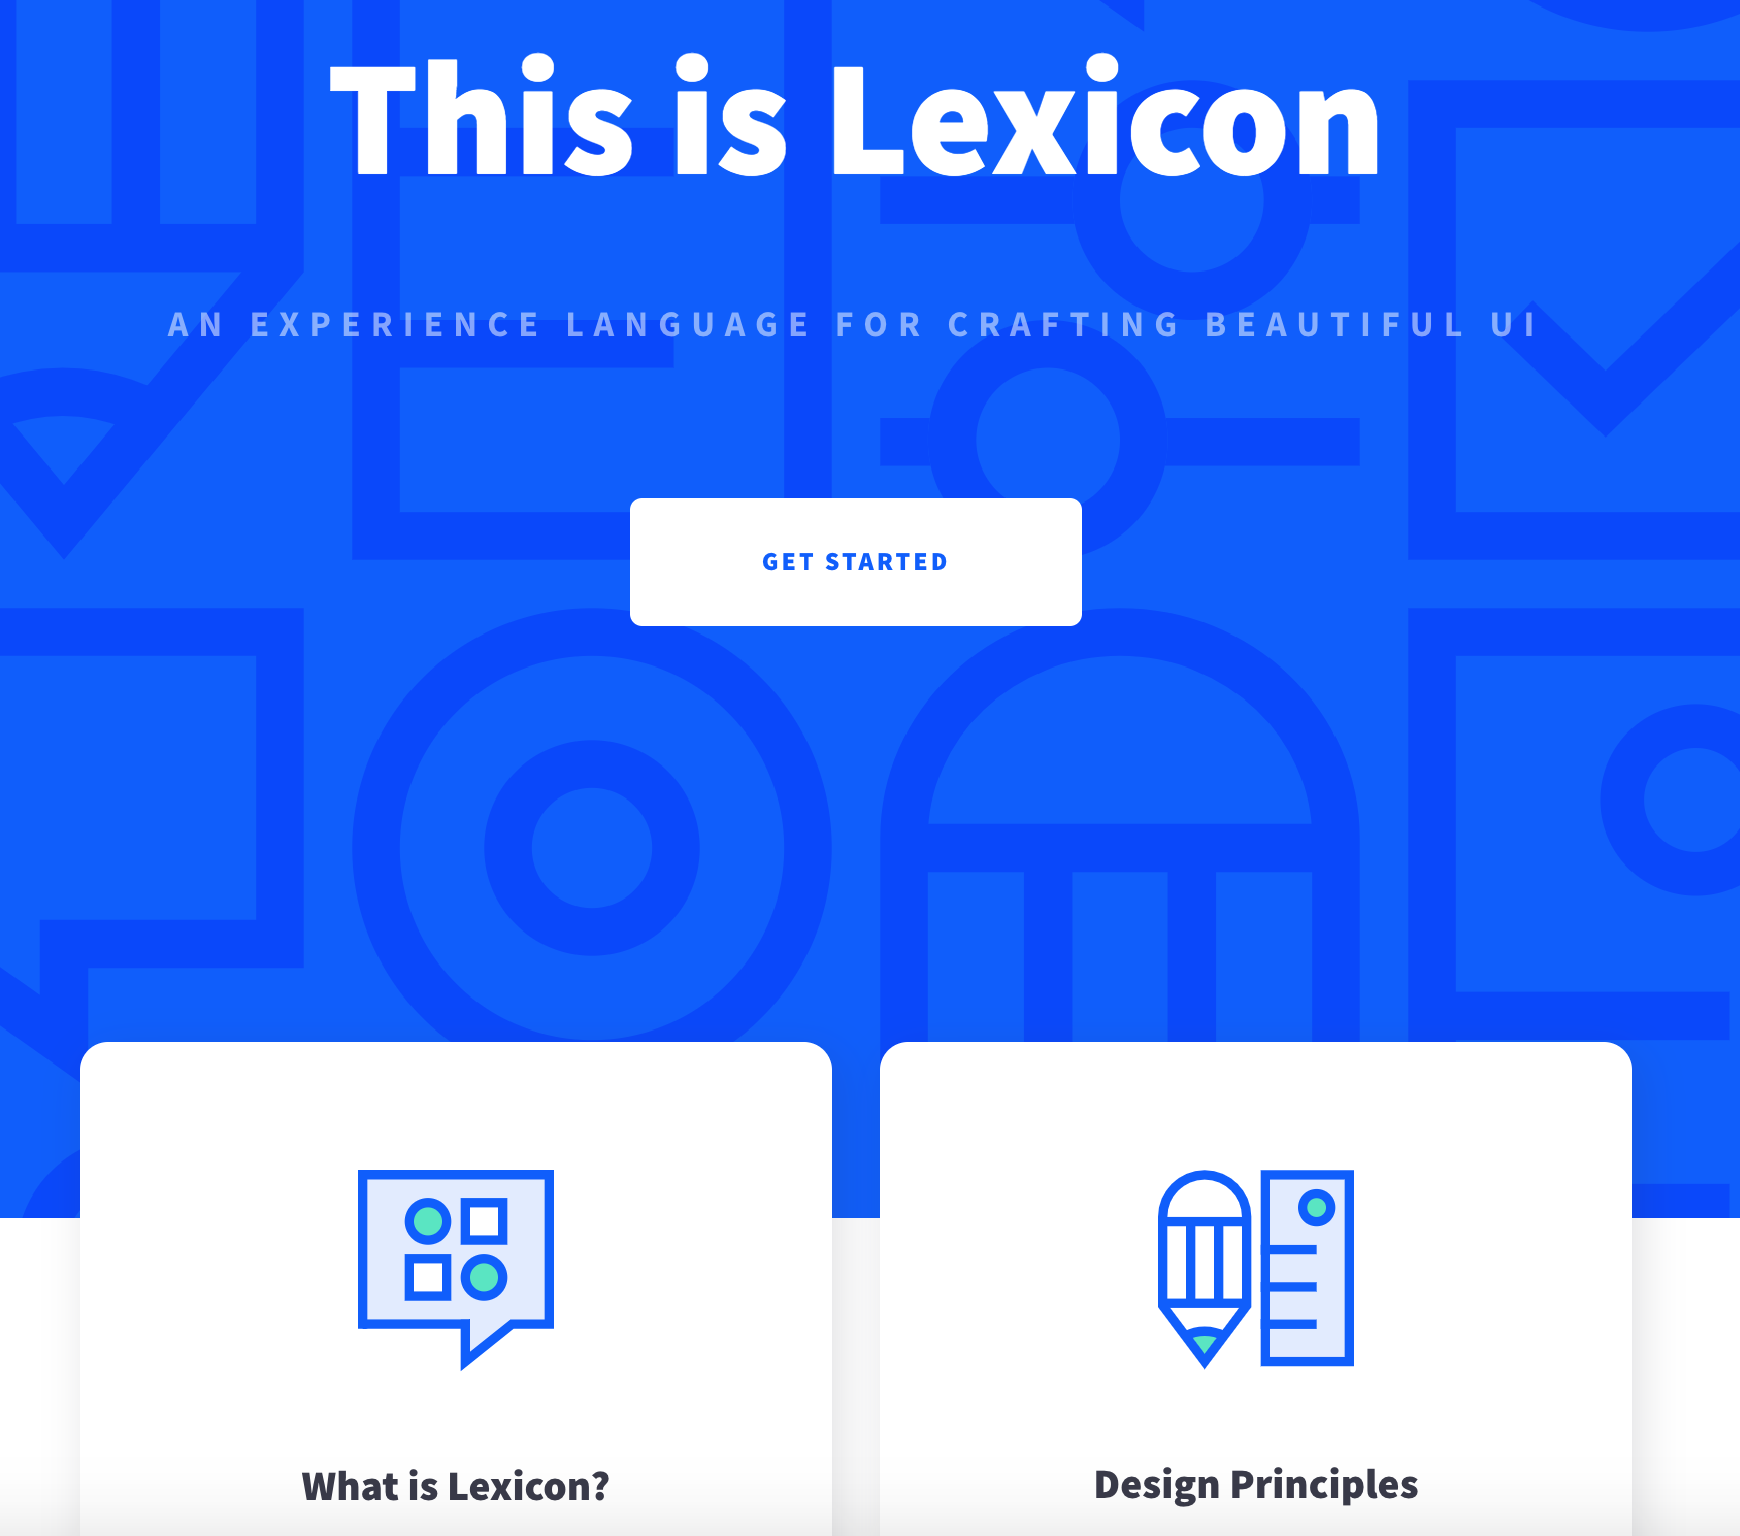 This is Lexicon
AN EXPERIENCE LANGUAGE FOR CRAFTING BEAUTIFUL UI
GET STARTED
What is Lexicon?
Design Principles